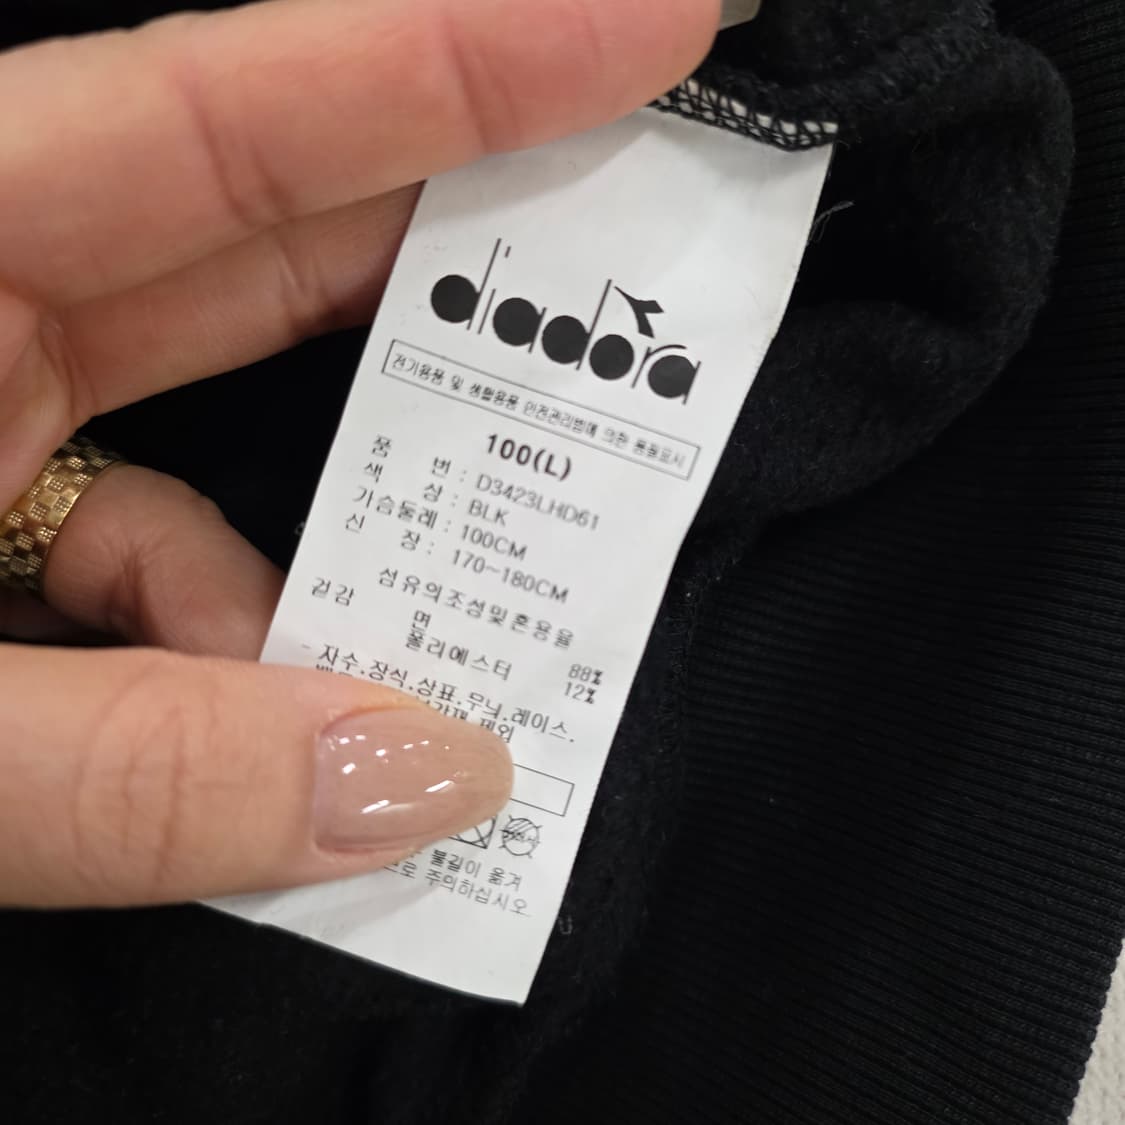 diadora
전기용품 및 생활용품 안전관리법에 의한 품질표시
100(L)
품 번 : D3423LHD61
색 상 : BLK
가슴둘레 : 100CM
신 장 : 170~180CM
섬유의조성및혼용율
겉감
면 88%
폴리에스터 12%
- 자수.장식.상표.무늬.레이스.
제외
불길이 옮겨
주의하십시오